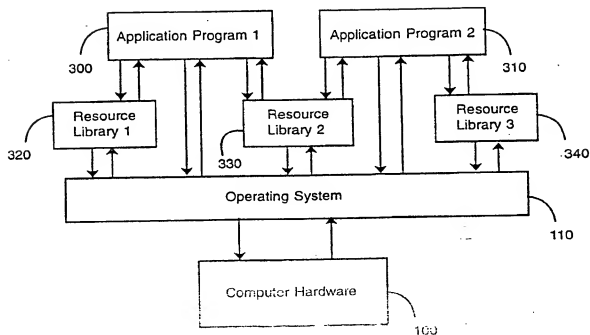 Application Program 1
Application Program 2
300
310
Resource
Library 1
Resource
Library 2
Resource
Library 3
320
330
340
Operating System
110
Computer Hardware
100